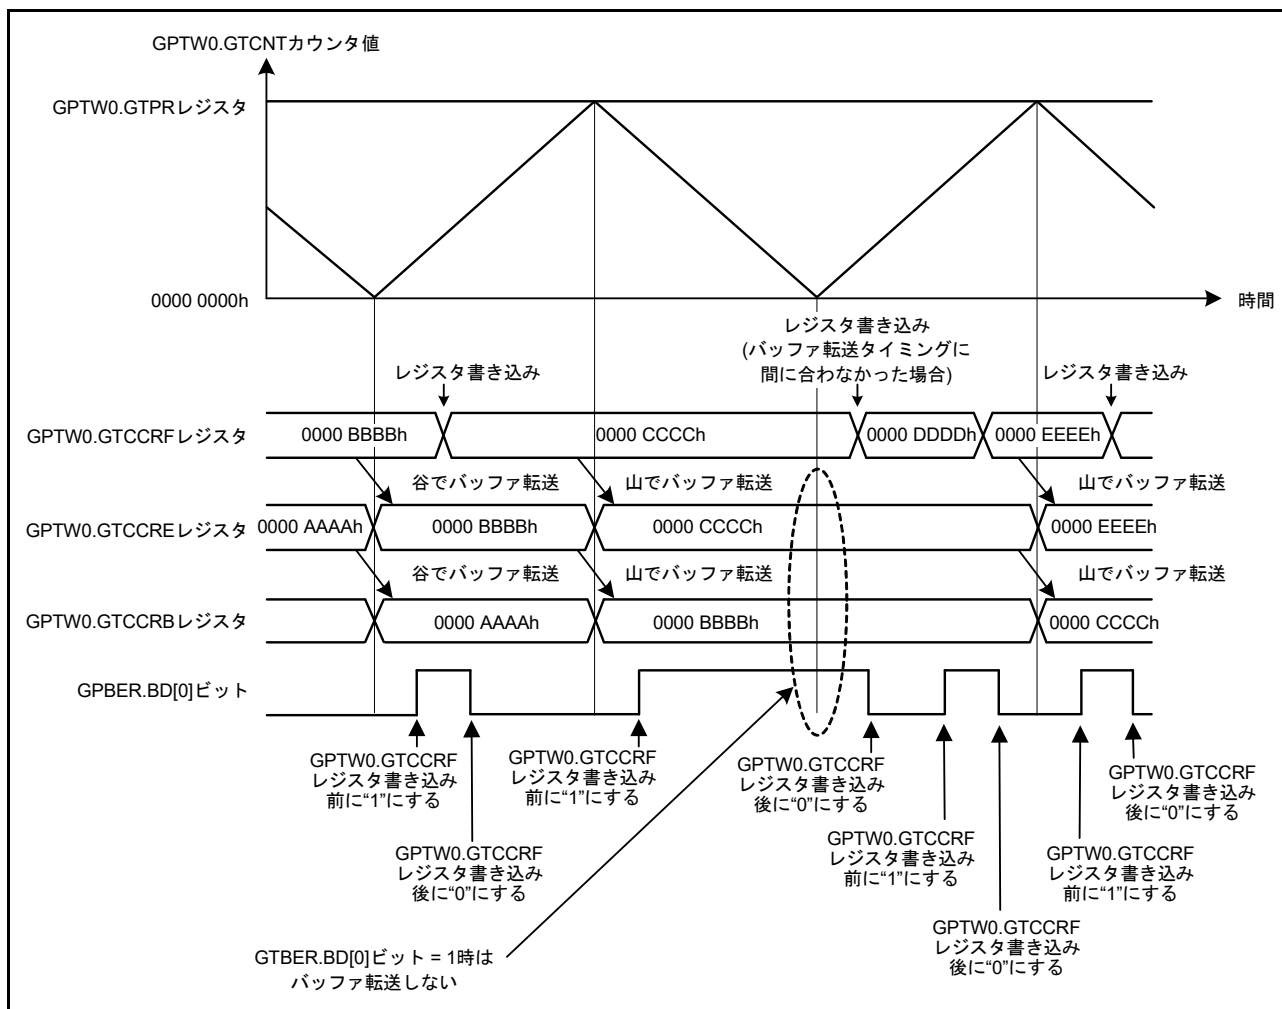 GPTW0.GTCNTカウンタ値
GPTW0.GTPRレジスタ
0000 0000h
時間
レジスタ書き込み
レジスタ書き込み
(バッファ転送タイミングに
間に合わなかった場合)
レジスタ書き込み
GPTW0.GTCCRFレジスタ
0000 BBBBh
0000 CCCCh
0000 DDDDh
0000 EEEEh
谷でバッファ転送
山でバッファ転送
山でバッファ転送
GPTW0.GTCCREレジスタ
0000 AAAAh
0000 BBBBh
0000 CCCCh
0000 EEEEh
谷でバッファ転送
山でバッファ転送
山でバッファ転送
GPTW0.GTCCRBレジスタ
0000 AAAAh
0000 BBBBh
0000 CCCCh
GPBER.BD[0]ビット
GPTW0.GTCCRF
レジスタ書き込み
前に“1”にする
GPTW0.GTCCRF
レジスタ書き込み
後に“0”にする
GPTW0.GTCCRF
レジスタ書き込み
前に“1”にする
GPTW0.GTCCRF
レジスタ書き込み
後に“0”にする
GPTW0.GTCCRF
レジスタ書き込み
前に“1”にする
GPTW0.GTCCRF
レジスタ書き込み
後に“0”にする
GPTW0.GTCCRF
レジスタ書き込み
前に“1”にする
GPTW0.GTCCRF
レジスタ書き込み
後に“0”にする
GTBER.BD[0]ビット = 1時は
バッファ転送しない